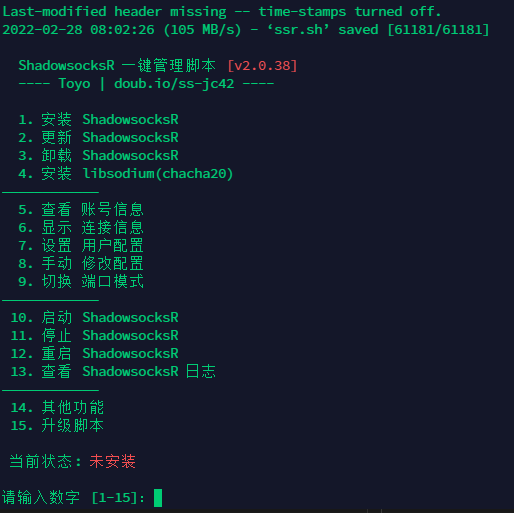 Last-modified header missing -- time-stamps turned off.
2022-02-28 08:02:26 (105 MB/s) - ‘ssr.sh’ saved [61181/61181]
ShadowsocksR 一键管理脚本 [v2.0.38]
---- Toyo | doub.io/ss-jc42 ----
1. 安装 ShadowsocksR
2. 更新 ShadowsocksR
3. 卸载 ShadowsocksR
4. 安装 libsodium(chacha20)
————————————
5. 查看 账号信息
6. 显示 连接信息
7. 设置 用户配置
8. 手动 修改配置
9. 切换 端口模式
————————————
10. 启动 ShadowsocksR
11. 停止 ShadowsocksR
12. 重启 ShadowsocksR
13. 查看 ShadowsocksR 日志
————————————
14. 其他功能
15. 升级脚本
当前状态: 未安装
请输入数字 [1-15]: